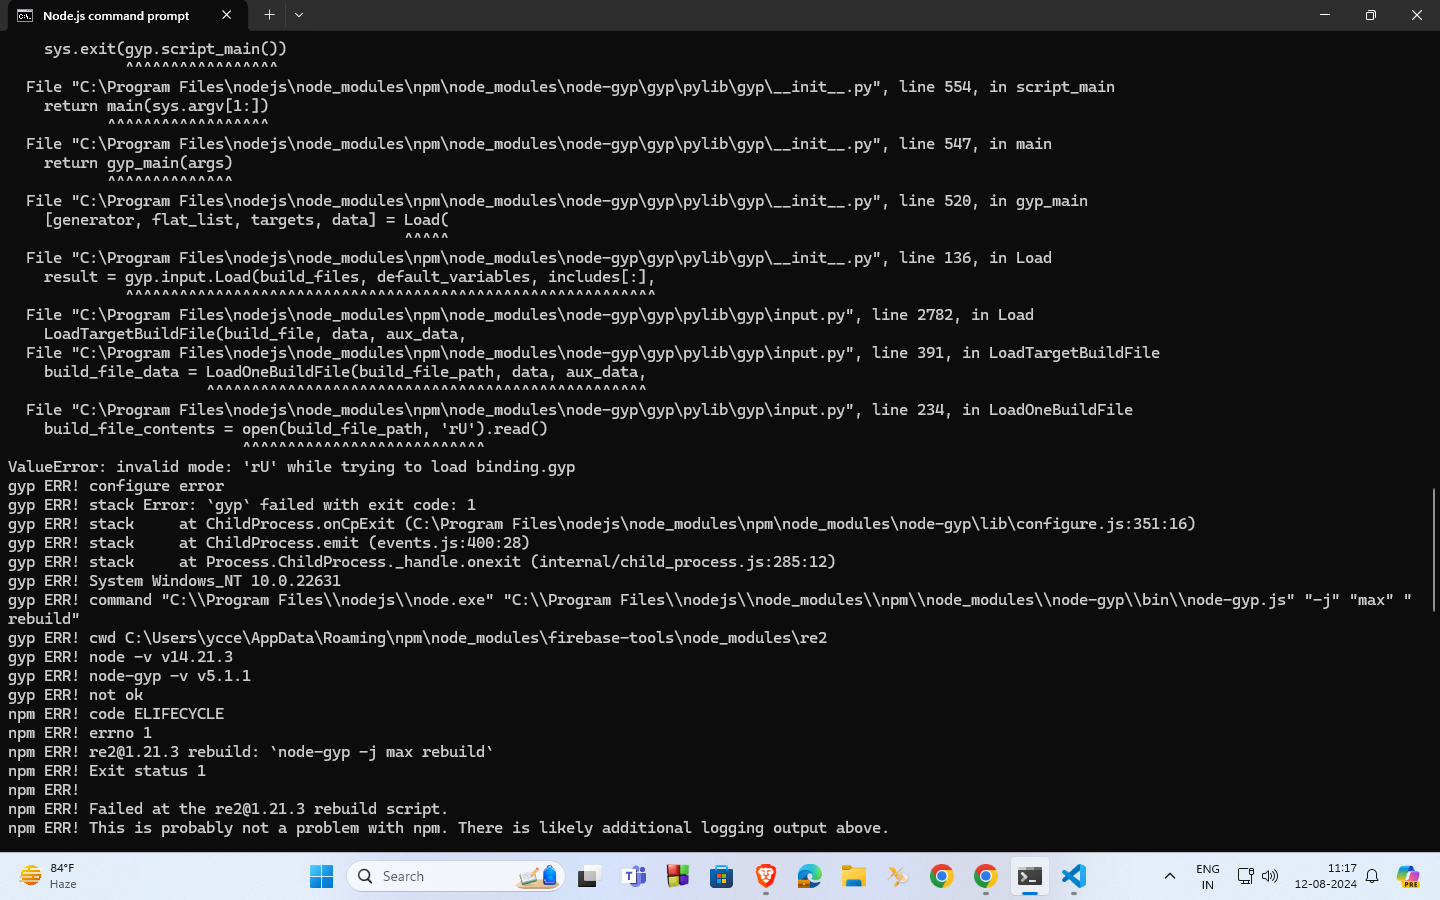 Node.js command prompt
sys.exit(gyp.script_main())
^^^^^^^^^^^^^^^^^
File "C:\Program Files\nodejs\node_modules\npm\node_modules\node-gyp\gyp\pylib\gyp\__init__.py", line 554, in script_main
return main(sys.argv[1:])
^^^^^^^^^^^^^^^^^^
File "C:\Program Files\nodejs\node_modules\npm\node_modules\node-gyp\gyp\pylib\gyp\__init__.py", line 547, in main
return gyp_main(args)
^^^^^^^^^^^^^^
File "C:\Program Files\nodejs\node_modules\npm\node_modules\node-gyp\gyp\pylib\gyp\__init__.py", line 520, in gyp_main
[generator, flat_list, targets, data] = Load(
^^^^^
File "C:\Program Files\nodejs\node_modules\npm\node_modules\node-gyp\gyp\pylib\gyp\__init__.py", line 136, in Load
result = gyp.input.Load(build_files, default_variables, includes[:],
^^^^^^^^^^^^^^^^^^^^^^^^^^^^^^^^^^^^^^^^^^^^^^^^^^^^^^^^^^^
File "C:\Program Files\nodejs\node_modules\npm\node_modules\node-gyp\gyp\pylib\gyp\input.py", line 2782, in Load
LoadTargetBuildFile(build_file, data, aux_data,
File "C:\Program Files\nodejs\node_modules\npm\node_modules\node-gyp\gyp\pylib\gyp\input.py", line 391, in LoadTargetBuildFile
build_file_data = LoadOneBuildFile(build_file_path, data, aux_data,
^^^^^^^^^^^^^^^^^^^^^^^^^^^^^^^^^^^^^^^^^^^^^^^^^
File "C:\Program Files\nodejs\node_modules\npm\node_modules\node-gyp\gyp\pylib\gyp\input.py", line 234, in LoadOneBuildFile
build_file_contents = open(build_file_path, 'rU').read()
^^^^^^^^^^^^^^^^^^^^^^^^^^^
ValueError: invalid mode: 'rU' while trying to load binding.gyp
gyp ERR! configure error
gyp ERR! stack Error: `gyp` failed with exit code: 1
gyp ERR! stack     at ChildProcess.onCpExit (C:\Program Files\nodejs\node_modules\npm\node_modules\node-gyp\lib\configure.js:351:16)
gyp ERR! stack     at ChildProcess.emit (events.js:400:28)
gyp ERR! stack     at Process.ChildProcess._handle.onexit (internal/child_process.js:285:12)
gyp ERR! System Windows_NT 10.0.22631
gyp ERR! command "C:\\Program Files\\nodejs\\node.exe" "C:\\Program Files\\nodejs\\node_modules\\npm\\node_modules\\node-gyp\\bin\\node-gyp.js" "-j" "max" "
rebuild"
gyp ERR! cwd C:\Users\ycce\AppData\Roaming\npm\node_modules\firebase-tools\node_modules\re2
gyp ERR! node -v v14.21.3
gyp ERR! node-gyp -v v5.1.1
gyp ERR! not ok
npm ERR! code ELIFECYCLE
npm ERR! errno 1
npm ERR! re2@1.21.3 rebuild: `node-gyp -j max rebuild`
npm ERR! Exit status 1
npm ERR!
npm ERR! Failed at the re2@1.21.3 rebuild script.
npm ERR! This is probably not a problem with npm. There is likely additional logging output above.
84°F
Haze
Search
ENG
IN
11:17
12-08-2024
PRE